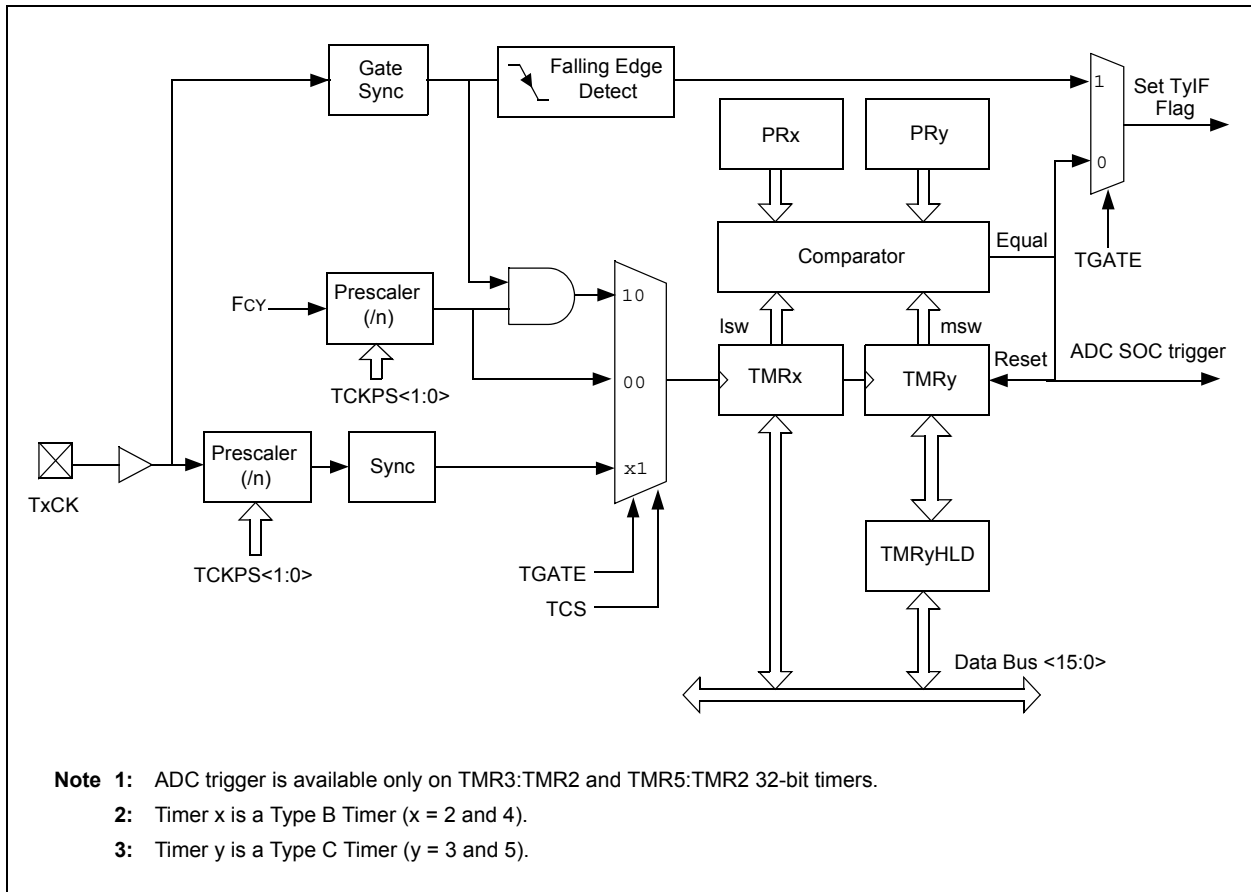 Gate
Sync
Falling Edge
Detect
1
Set TyIF
Flag
PRx
PRy
0
Comparator
Equal
TGATE
FCY
Prescaler
(/n)
10
lsw
msw
TCKPS<1:0>
00
TMRx
TMRy
Reset
ADC SOC trigger
TxCK
Prescaler
(/n)
Sync
x1
TCKPS<1:0>
TGATE
TCS
TMRyHLD
Data Bus <15:0>
Note 1: ADC trigger is available only on TMR3:TMR2 and TMR5:TMR2 32-bit timers.
2: Timer x is a Type B Timer (x = 2 and 4).
3: Timer y is a Type C Timer (y = 3 and 5).